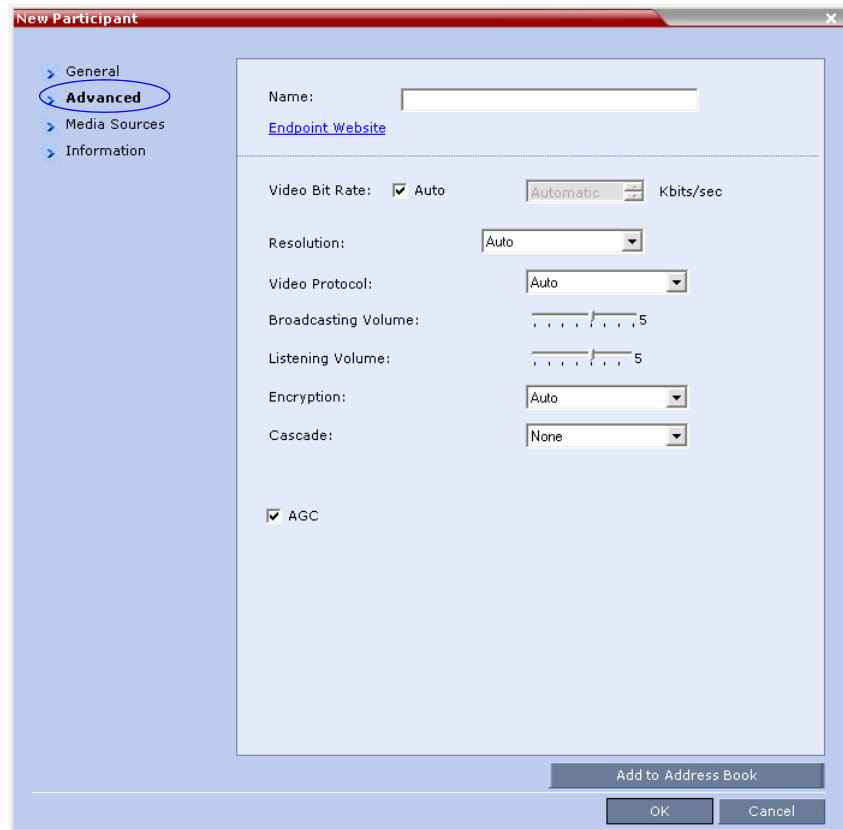 New Participant
General
Advanced
Media Sources
Information
Name:
Endpoint Website
Video Bit Rate: Auto Automatic Kbits/sec
Resolution: Auto
Video Protocol: Auto
Broadcasting Volume: 5
Listening Volume: 5
Encryption: Auto
Cascade: None
AGC
Add to Address Book
OK Cancel